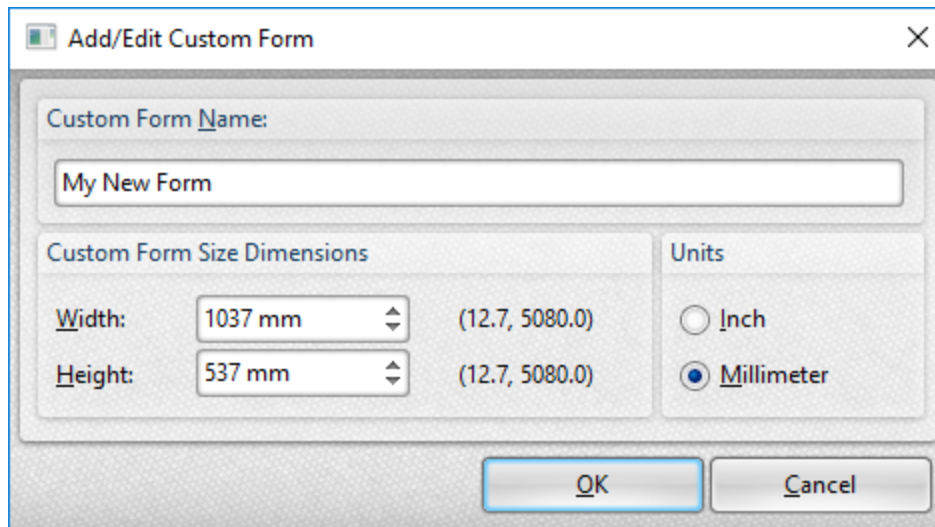 Add/Edit Custom Form
Custom Form Name:
My New Form
Custom Form Size Dimensions
Units
Width: 1037 mm (12.7, 5080.0)
Inch
Height: 537 mm (12.7, 5080.0)
Millimeter
OK
Cancel